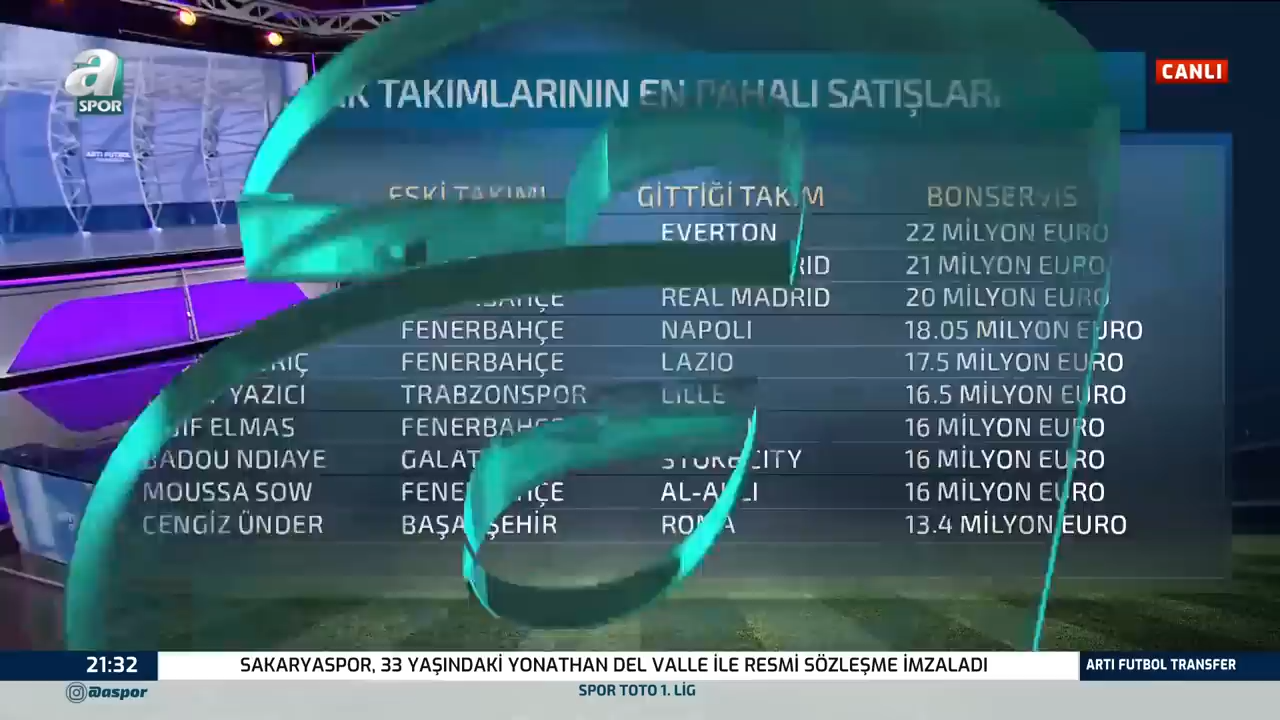 a
SPOR
CANLI
TAKIMLARININ EN PAHALI SATIŞLARI
ESKİ TAKIMI GİTTİĞİ TAKIM BONSERVİS
EVERTON 22 MİLYON EURO
21 MİLYON EURO
REAL MADRID 20 MİLYON EURO
FENERBAHÇE NAPOLI 18.05 MİLYON EURO
FENERBAHÇE LAZIO 17.5 MİLYON EURO
YAZICI TRABZONSPOR LILLE 16.5 MİLYON EURO
ELMAS FENERBAHÇE 16 MİLYON EURO
BADOU NDIAYE STOKE CITY 16 MİLYON EURO
MOUSSA SOW FENERBAHÇE AL-AHLI 16 MİLYON EURO
CENGİZ ÜNDER BAŞAKŞEHİR ROMA 13.4 MİLYON EURO
21:32 SAKARYASPOR, 33 YAŞINDAKİ YONATHAN DEL VALLE İLE RESMİ SÖZLEŞME İMZALADI ARTI FUTBOL TRANSFER
@aspor SPOR TOTO 1. LİG